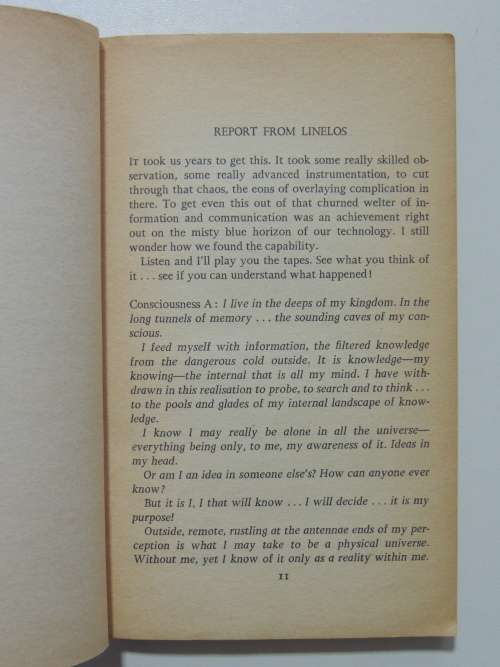 REPORT FROM LINELOS
IT took us years to get this. It took some really skilled ob-
servation, some really advanced instrumentation, to cut
through that chaos, the eons of overlaying complication in
there. To get even this out of that churned welter of in-
formation and communication was an achievement right
out on the misty blue horizon of our technology. I still
wonder how we found the capability.
Listen and I'll play you the tapes. See what you think of
it . . . see if you can understand what happened!
Consciousness A: I live in the deeps of my kingdom. In the
long tunnels of memory . . . the sounding caves of my con-
scious.
I feed myself with information, the filtered knowledge
from the dangerous cold outside. It is knowledge—my
knowing—the internal that is all my mind. I have with-
drawn in this realisation to probe, to search and to think . . .
to the pools and glades of my internal landscape of know-
ledge.
I know I may really be alone in all the universe—
everything being only, to me, my awareness of it. Ideas in
my head.
Or am I an idea in someone else's? How can anyone ever
know?
But it is I, I that will know . . . I will decide . . . it is my
purpose!
Outside, remote, rustling at the antennae ends of my per-
ception is what I may take to be a physical universe.
Without me, yet I know of it only as a reality within me.
11